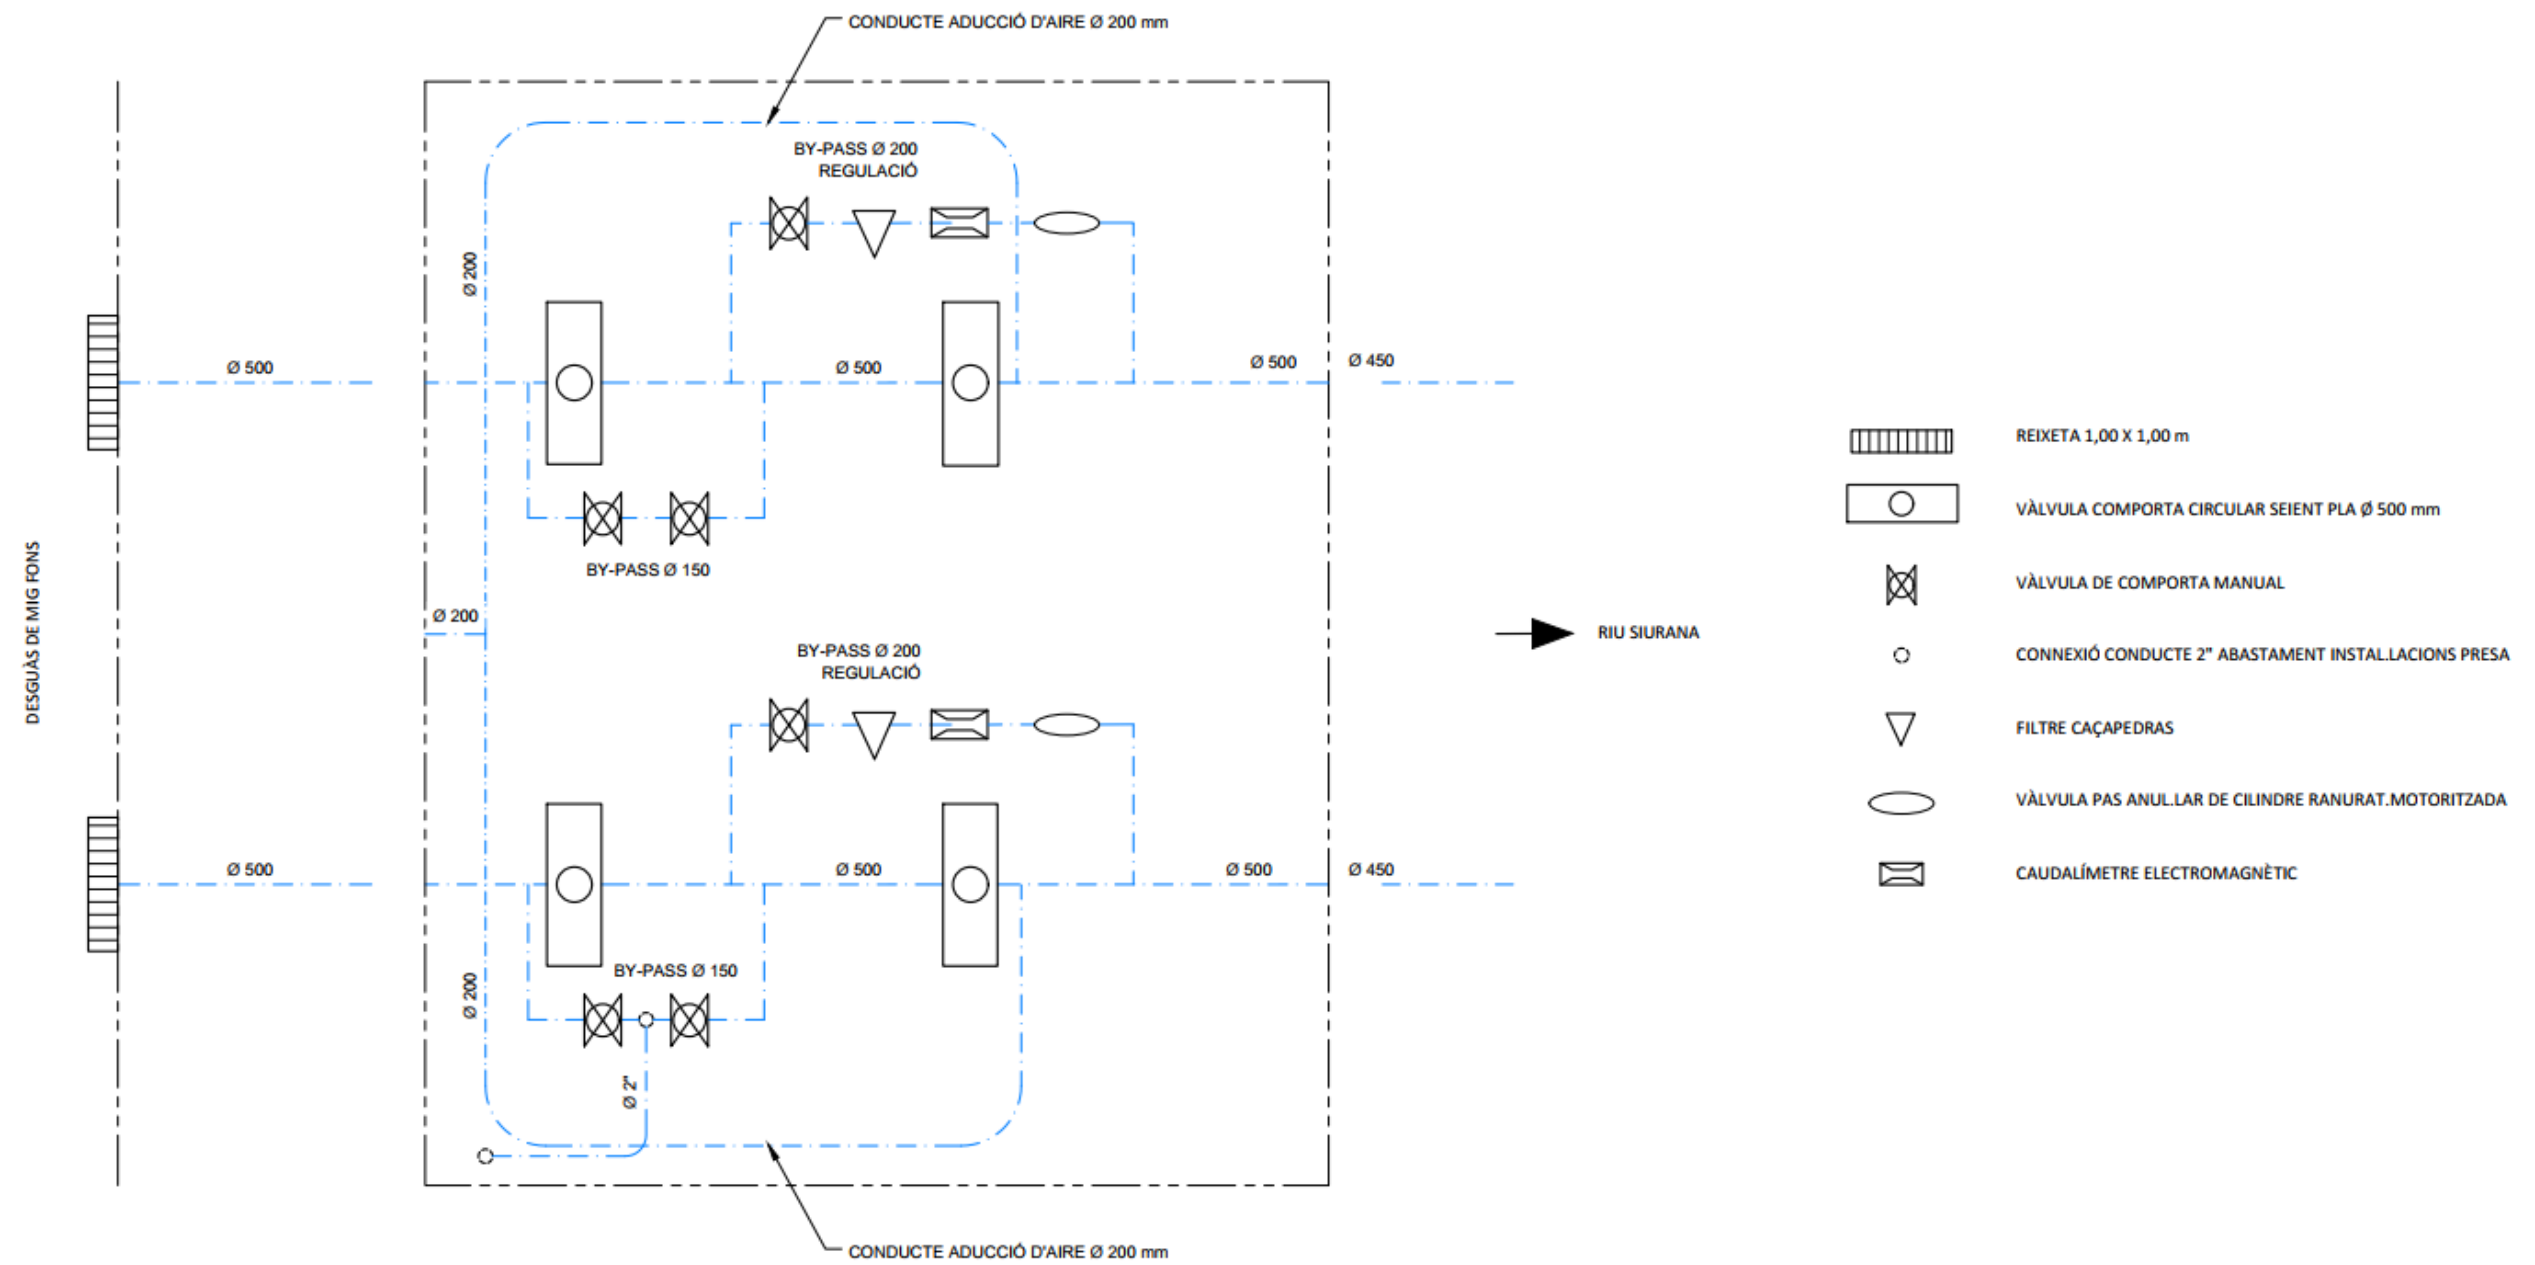 CONDUCTE ADUCCIÓ D'AIRE Ø 200 mm
BY-PASS Ø 200
REGULACIÓ
Ø 200
Ø 500
Ø 500
Ø 500
Ø 450
BY-PASS Ø 150
DESGUÀS DE MIG FONS
Ø 200
RIU SIURANA
BY-PASS Ø 200
REGULACIÓ
Ø 500
Ø 500
Ø 500
Ø 450
BY-PASS Ø 150
Ø 200
Ø 2"
CONDUCTE ADUCCIÓ D'AIRE Ø 200 mm
REIXETA 1,00 X 1,00 m
VÀLVULA COMPORTA CIRCULAR SEIENT PLA Ø 500 mm
VÀLVULA DE COMPORTA MANUAL
CONNEXIÓ CONDUCTE 2" ABASTAMENT INSTAL.LACIONS PRESA
FILTRE CAÇAPEDRAS
VÀLVULA PAS ANUL.LAR DE CILINDRE RANURAT.MOTORITZADA
CAUDALÍMETRE ELECTROMAGNÈTIC